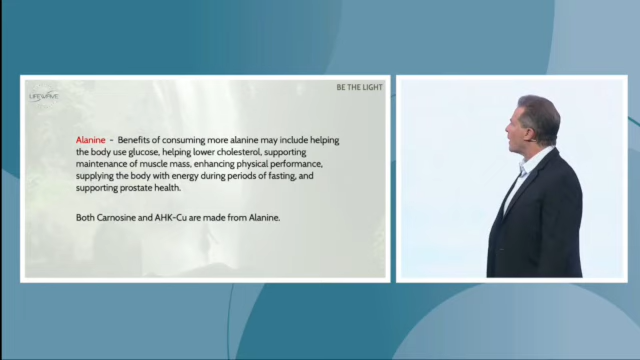 LIFEWAVE
BE THE LIGHT
Alanine - Benefits of consuming more alanine may include helping
the body use glucose, helping lower cholesterol, supporting
maintenance of muscle mass, enhancing physical performance,
supplying the body with energy during periods of fasting, and
supporting prostate health.
Both Carnosine and AHK-Cu are made from Alanine.